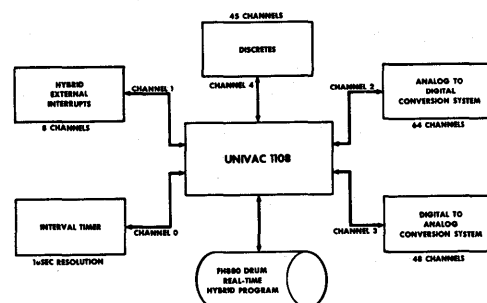 45 CHANNELS
DISCRETES
CHANNEL 4
HYBRID
EXTERNAL
INTERRUPTS
CHANNEL 1
8 CHANNELS
CHANNEL 2
ANALOG TO
DIGITAL
CONVERSION SYSTEM
64 CHANNELS
UNIVAC 1108
INTERVAL TIMER
CHANNEL 0
1uSEC RESOLUTION
CHANNEL 3
DIGITAL TO
ANALOG
CONVERSION SYSTEM
48 CHANNELS
FH880 DRUM
REAL-TIME
HYBRID PROGRAM